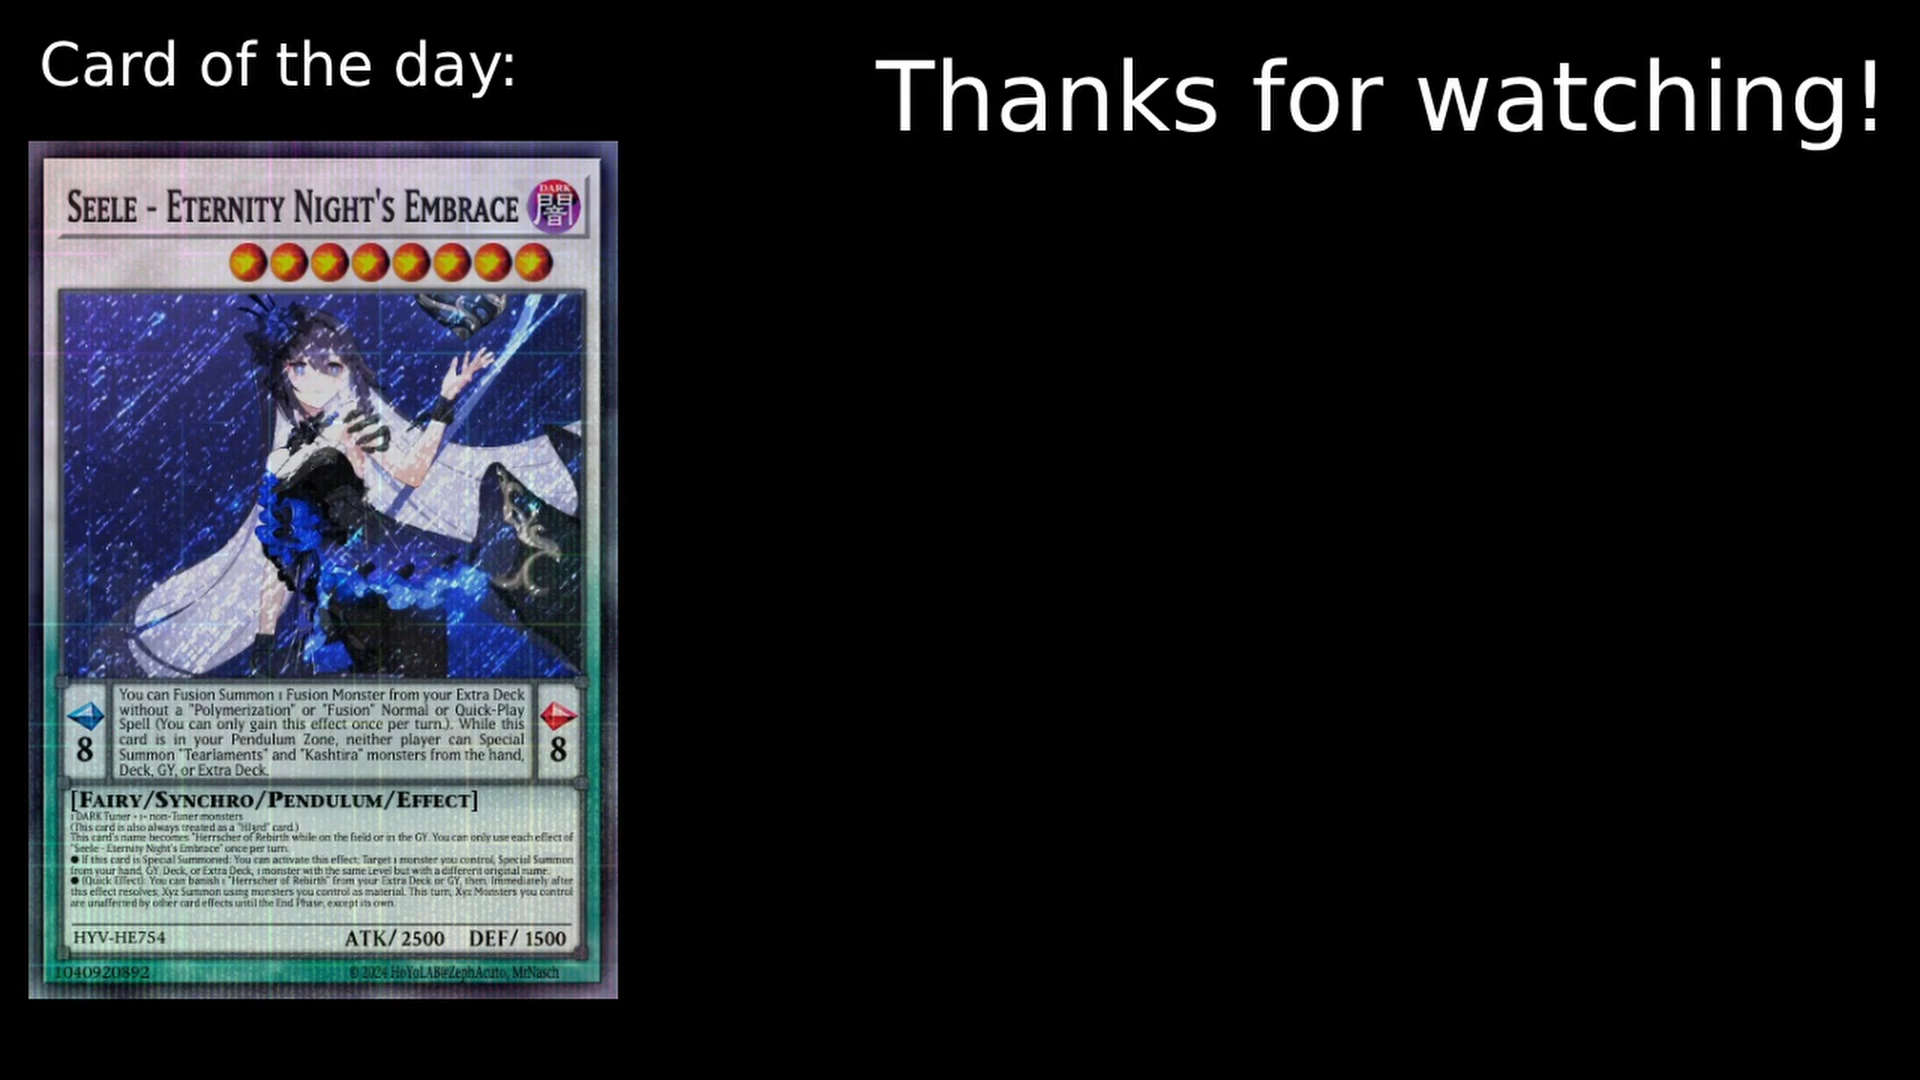 Card of the day:
Thanks for watching!
SEELE - ETERNITY NIGHT'S EMBRACE
DARK
闇
You can Fusion Summon 1 Fusion Monster from your Extra Deck
without a "Polymerization" or "Fusion" Normal or Quick-Play
Spell (You can only gain this effect once per turn.). While this
card is in your Pendulum Zone, neither player can Special
Summon "Tearlaments" and "Kashtira" monsters from the hand,
Deck, GY, or Extra Deck.
8
8
[FAIRY/SYNCHRO/PENDULUM/EFFECT]
1 DARK Tuner + 1+ non-Tuner monsters
(This card is also always treated as a "HI3rd" card.)
This card's name becomes "Herrscher of Rebirth while on the field or in the GY. You can only use each effect of
"Seele - Eternity Night's Embrace" once per turn.
● If this card is Special Summoned: You can activate this effect; Target 1 monster you control, Special Summon
from your hand, GY, Deck, or Extra Deck, 1 monster with the same Level but with a different original name.
● (Quick Effect): You can banish 1 "Herrscher of Rebirth" from your Extra Deck or GY, then, Immediately after
this effect resolves, Xyz Summon using monsters you control as material. This turn, Xyz Monsters you control
are unaffected by other card effects until the End Phase, except its own.
HYV-HE754
ATK/ 2500 DEF/ 1500
1040920892
© 2024 HoYoLAB@ZephAcuto, MrNasch